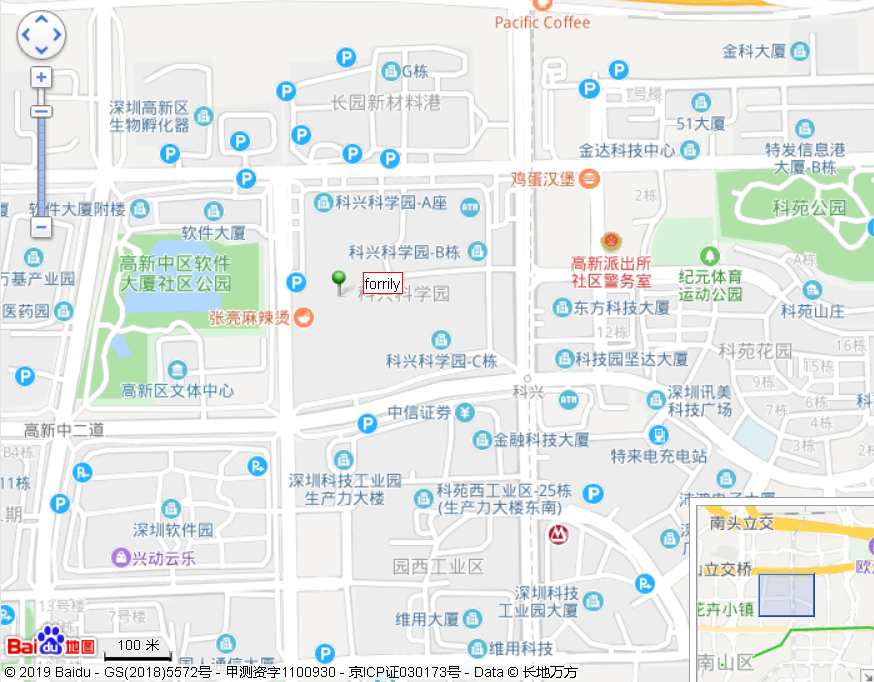 Pacific Coffee
金科大厦
G栋
长园新材料港
1号楼
深圳高新区
生物孵化器
51大厦
金达科技中心
特发信息港
大厦-B栋
鸡蛋汉堡
2栋
科兴科学园-A座
ATM
软件大厦附楼
软件大厦
科苑公园
科兴科学园-B栋
高新中区软件
大厦社区公园
高新派出所
社区警务室
A栋
万基产业园
纪元体育
运动公园
forrily
科兴科学园
医药园
东方科技大厦
科苑山庄
张亮麻辣烫
12栋
科兴科学园-C栋
科技园坚达大厦
科苑花园
16栋
15栋
高新区文体中心
9栋
科兴
ATM
深圳讯美
科技广场
6栋
7栋
中信证券
4栋
高新中二道
金融科技大厦
3栋
B4栋
特来电充电站
11栋
深圳科技工业园
生产力大楼
科苑西工业区-25栋
(生产力大楼东南)
深圳软件园
兴动云乐
园西工业区
深圳科技
工业园大厦
13号楼
7号楼
维用大厦
维用科技
南头立交
山立交桥
花卉小镇
南山区
Bai du 地图
100 米
© 2019 Baidu - GS(2018)5572号 - 甲测资字1100930 - 京ICP证030173号 - Data © 长地万方